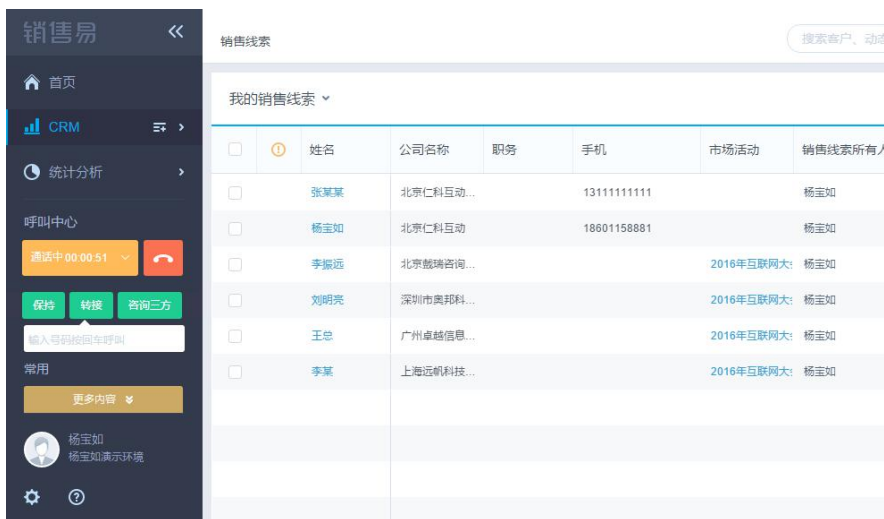 销售易
首页
CRM
统计分析
呼叫中心
通话中 00:00:51
保持 转接 咨询三方
输入号码按回车呼叫
常用
更多内容
杨宝如
杨宝如演示环境
销售线索
搜索客户、动态
我的销售线索
姓名 公司名称 职务 手机 市场活动 销售线索所有人
张某某 北京仁科互动... 13111111111 杨宝如
杨宝如 北京仁科互动 18601158881 杨宝如
李振远 北京戴瑞咨询... 2016年互联网大 杨宝如
刘明亮 深圳市奥邦科... 2016年互联网大 杨宝如
王总 广州卓越信息... 2016年互联网大 杨宝如
李某 上海远帆科技... 2016年互联网大 杨宝如